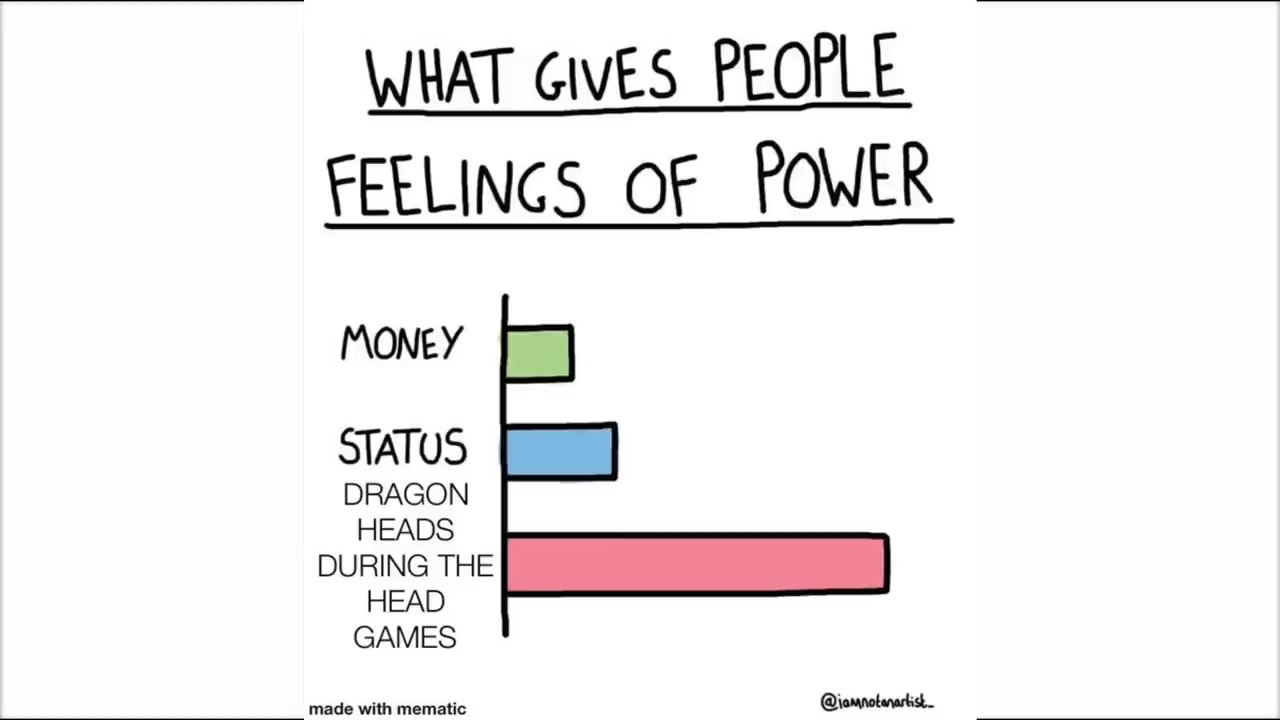 WHAT GIVES PEOPLE
FEELINGS OF POWER
MONEY
STATUS
DRAGON
HEADS
DURING THE
HEAD
GAMES
made with mematic
@iamnotanartist_